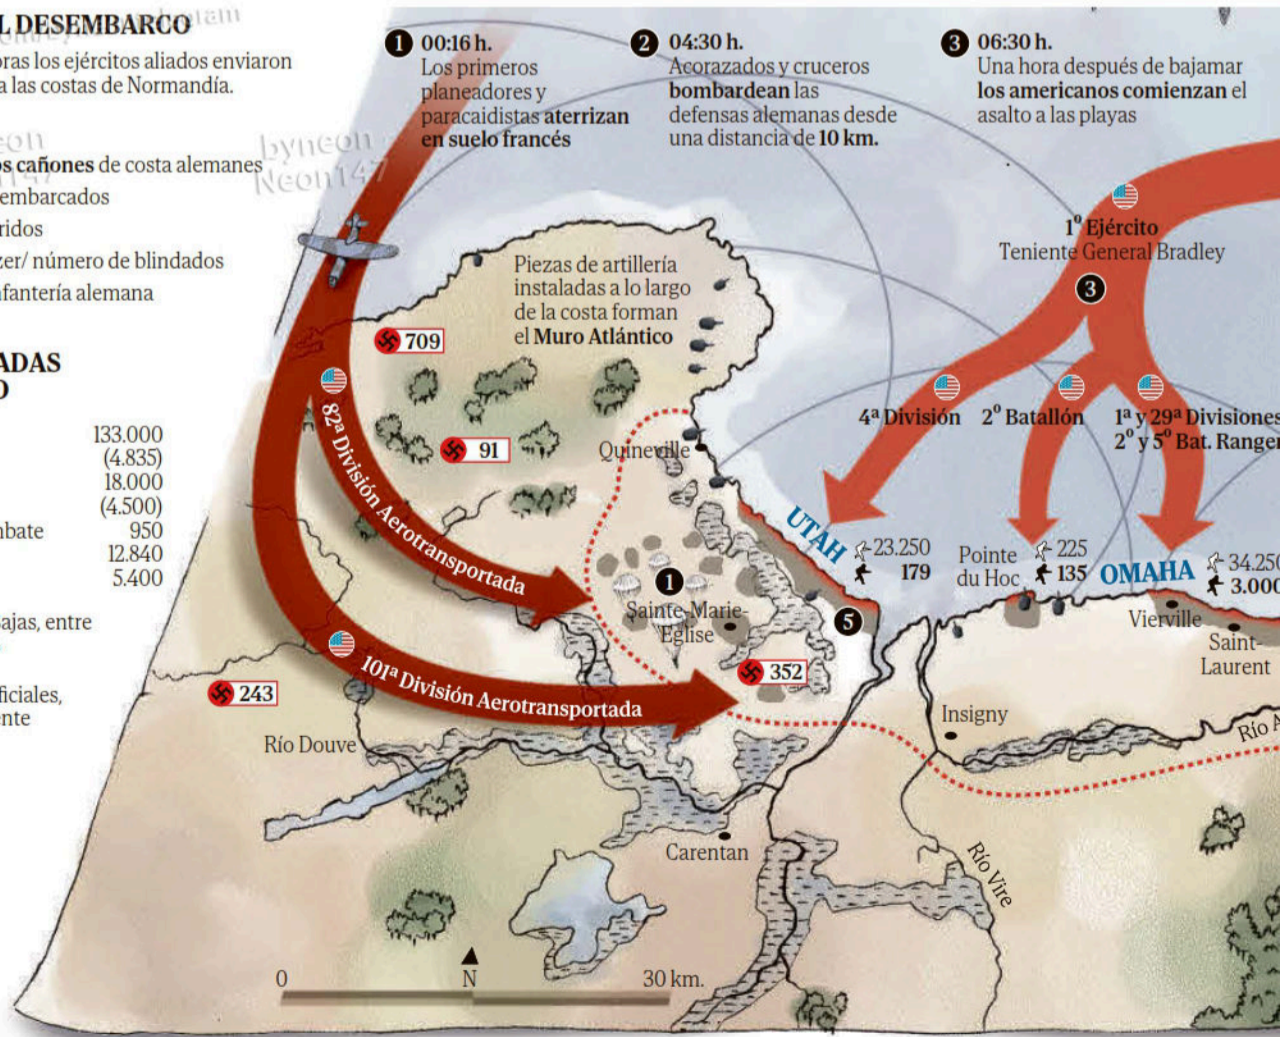 L DESEMBARCO
oras los ejércitos aliados enviaron
a las costas de Normandía.
os cañones de costa alemanes
embarcados
ridos
zer/ número de blindados
nfantería alemana
ADAS
O
133.000
(4.835)
18.000
(4.500)
nbate 950
12.840
5.400
Bajas, entre
ficiales,
ente
byneon
Neon147
1 00:16 h.
Los primeros
planeadores y
paracaidistas aterrizan
en suelo francés
2 04:30 h.
Acorazados y cruceros
bombardean las
defensas alemanas desde
una distancia de 10 km.
3 06:30 h.
Una hora después de bajamar
los americanos comienzan el
asalto a las playas
1º Ejército
Teniente General Bradley
3
Piezas de artillería
instaladas a lo largo
de la costa forman
el Muro Atlántico
709
91
82ª División Aerotransportada
4ª División
2º Batallón
1ª y 29ª Divisiones
2º y 5º Bat. Ranger
Quineville
UTAH
23.250
179
Pointe
du Hoc
225
135
OMAHA
34.250
3.000
1
Sainte-Marie-
Eglise
5
Vierville
Saint-
Laurent
352
101ª División Aerotransportada
243
Río Douve
Insigny
Río A
Carentan
Río Vire
0 N 30 km.